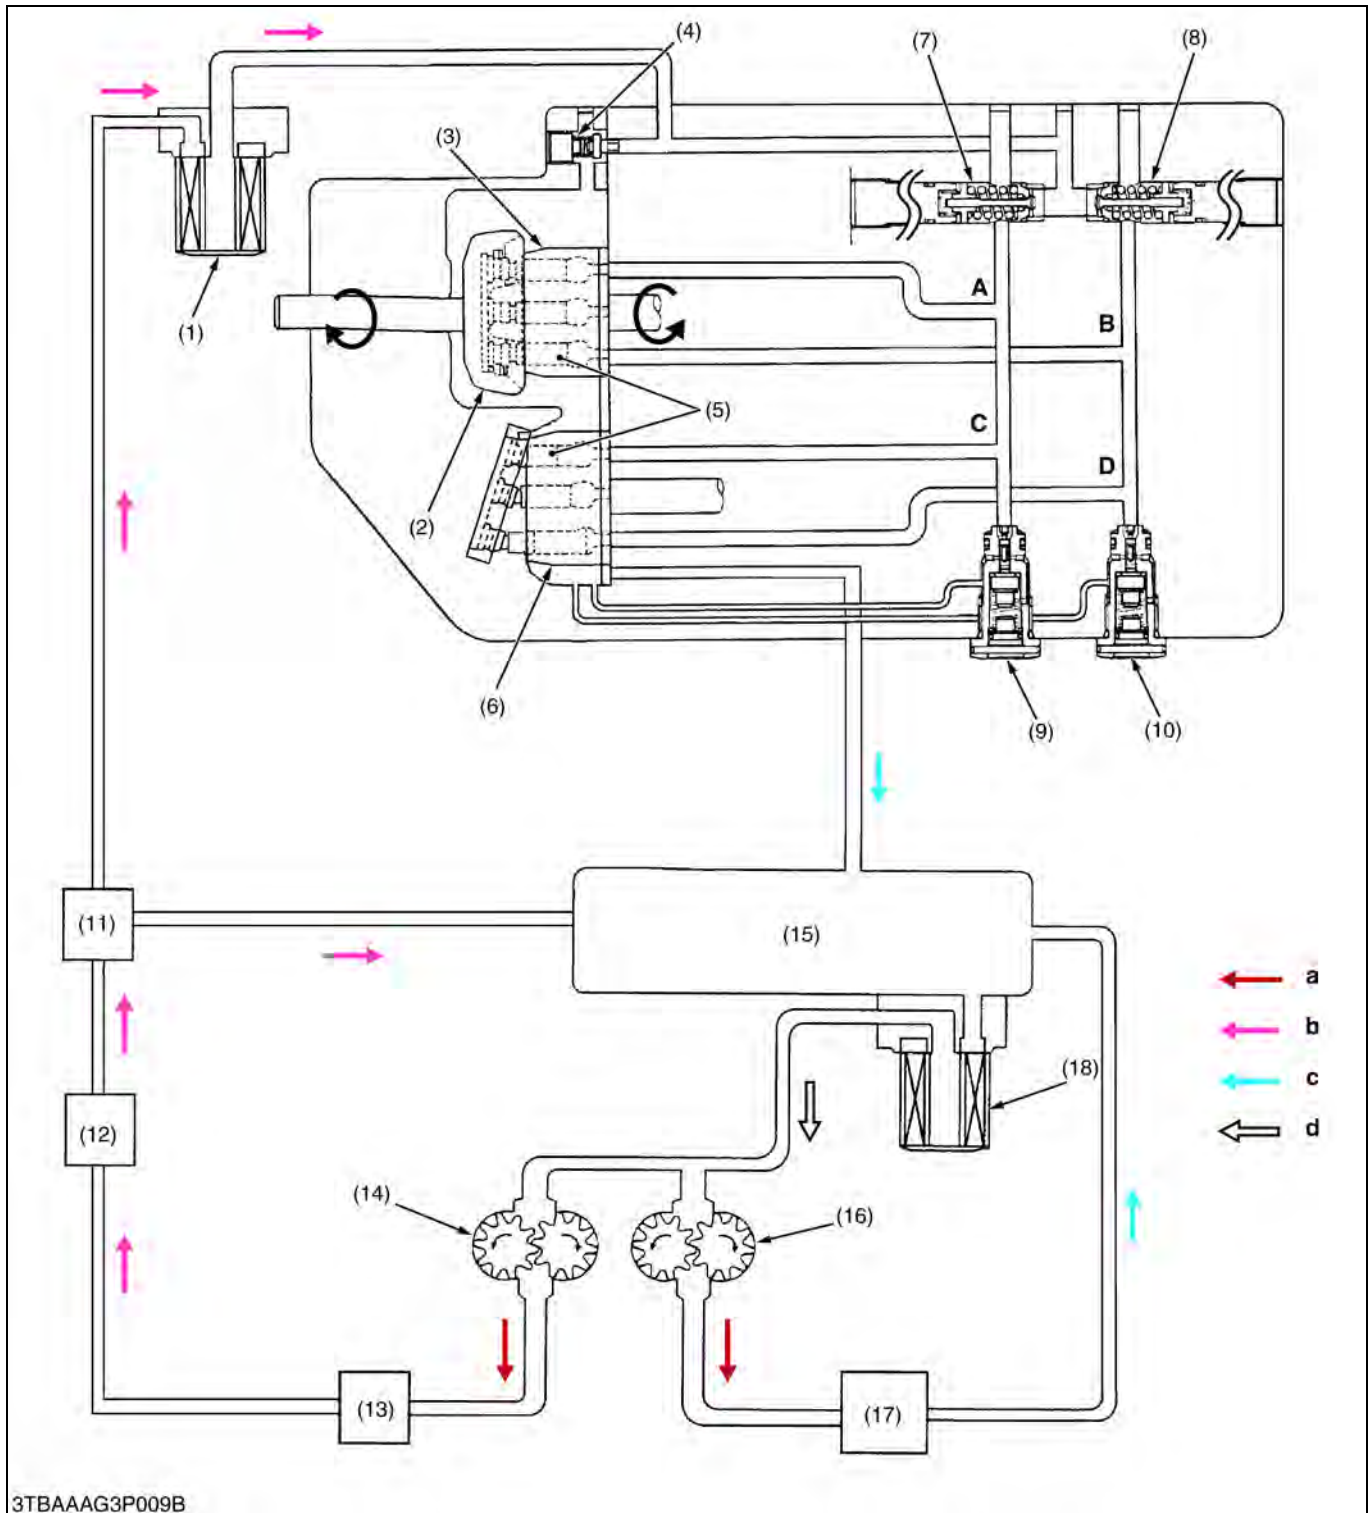 (4)
(7)
(8)
(3)
(1)
A
B
(5)
C
D
(2)
(6)
(9)
(10)
(11)
(15)
a
b
(18)
c
(12)
d
(14)
(16)
(13)
(17)
3TBAAAG3P009B